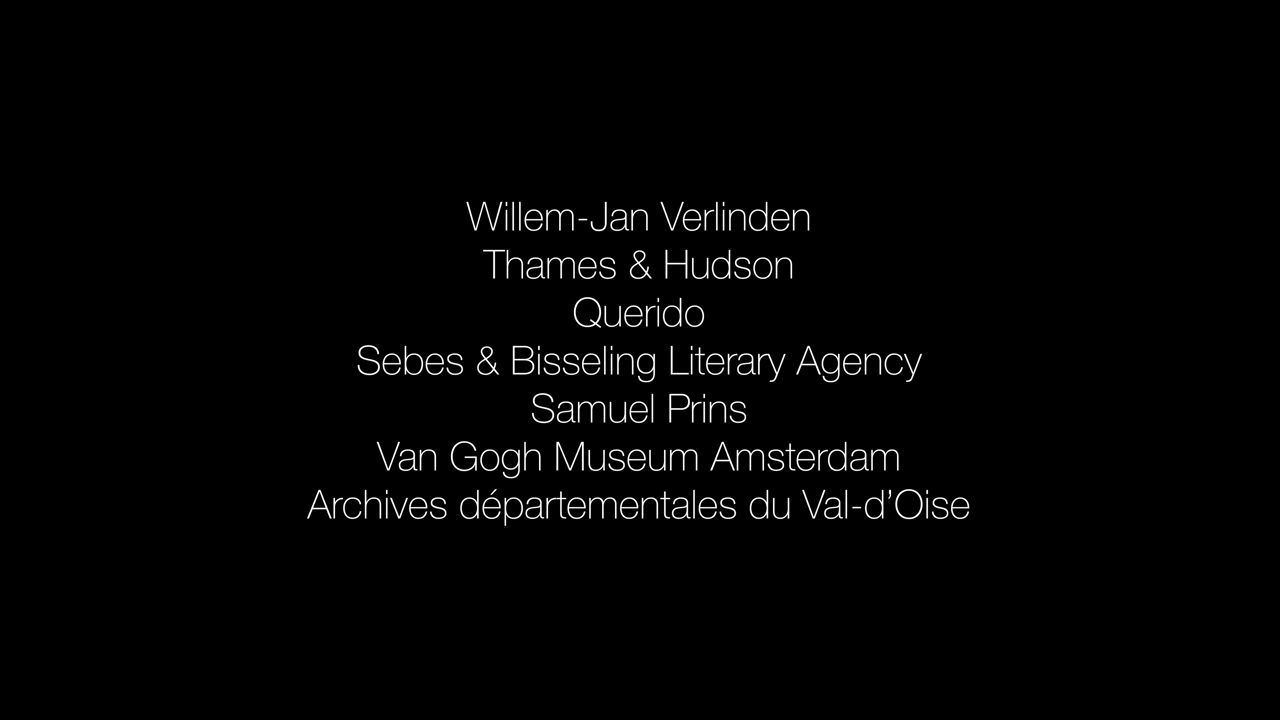 Willem-Jan Verlinden
Thames & Hudson
Querido
Sebes & Bisseling Literary Agency
Samuel Prins
Van Gogh Museum Amsterdam
Archives départementales du Val-d’Oise